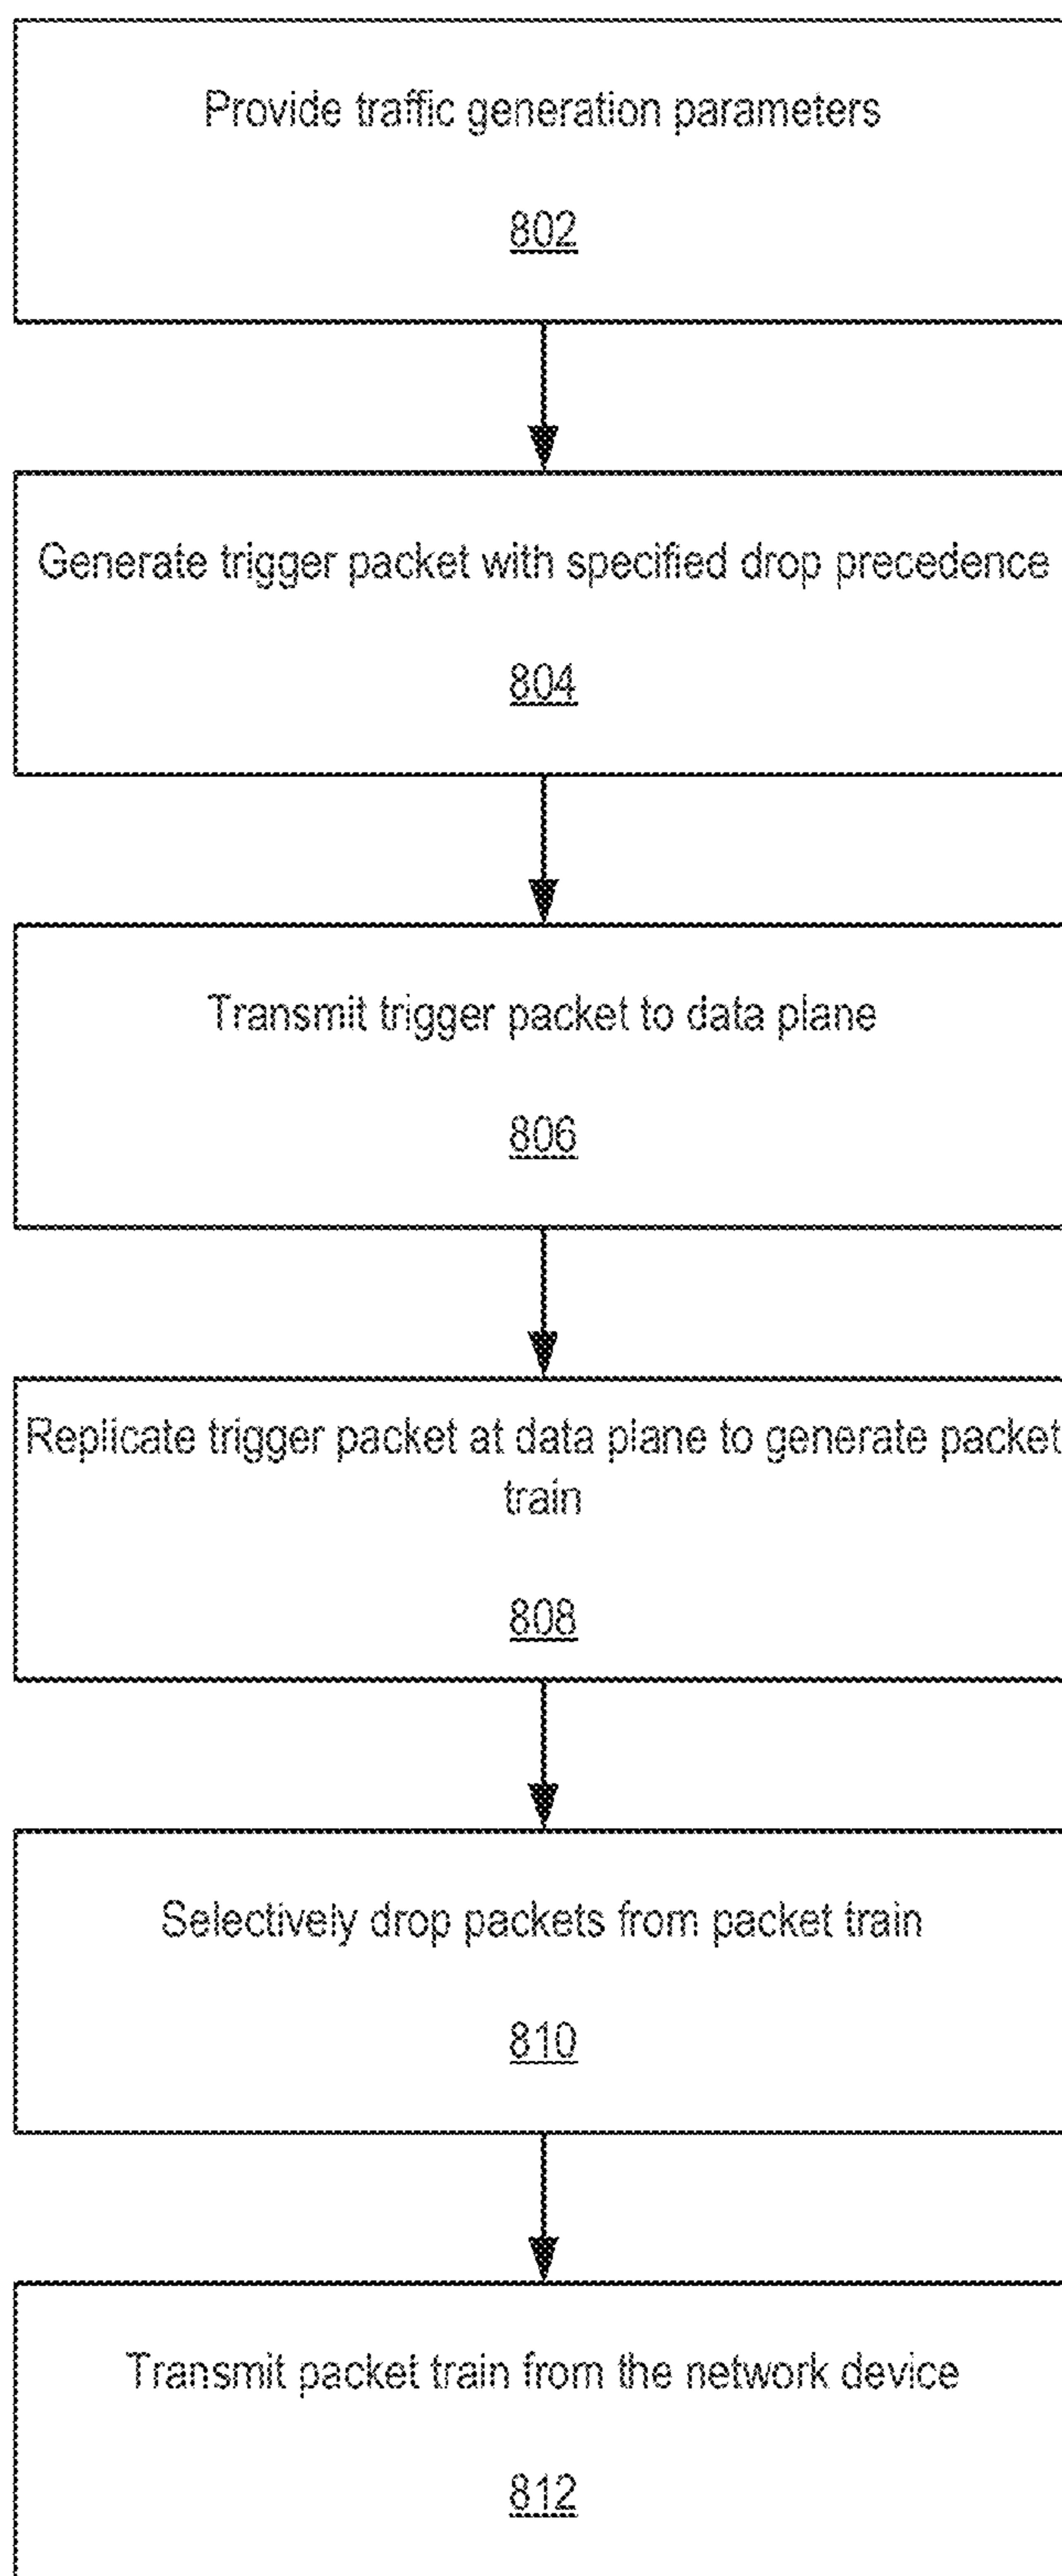 Provide traffic generation parameters
802
Generate trigger packet with specified drop precedence
804
Transmit trigger packet to data plane
806
Replicate trigger packet at data plane to generate packet
train
808
Selectively drop packets from packet train
810
Transmit packet train from the network device
812